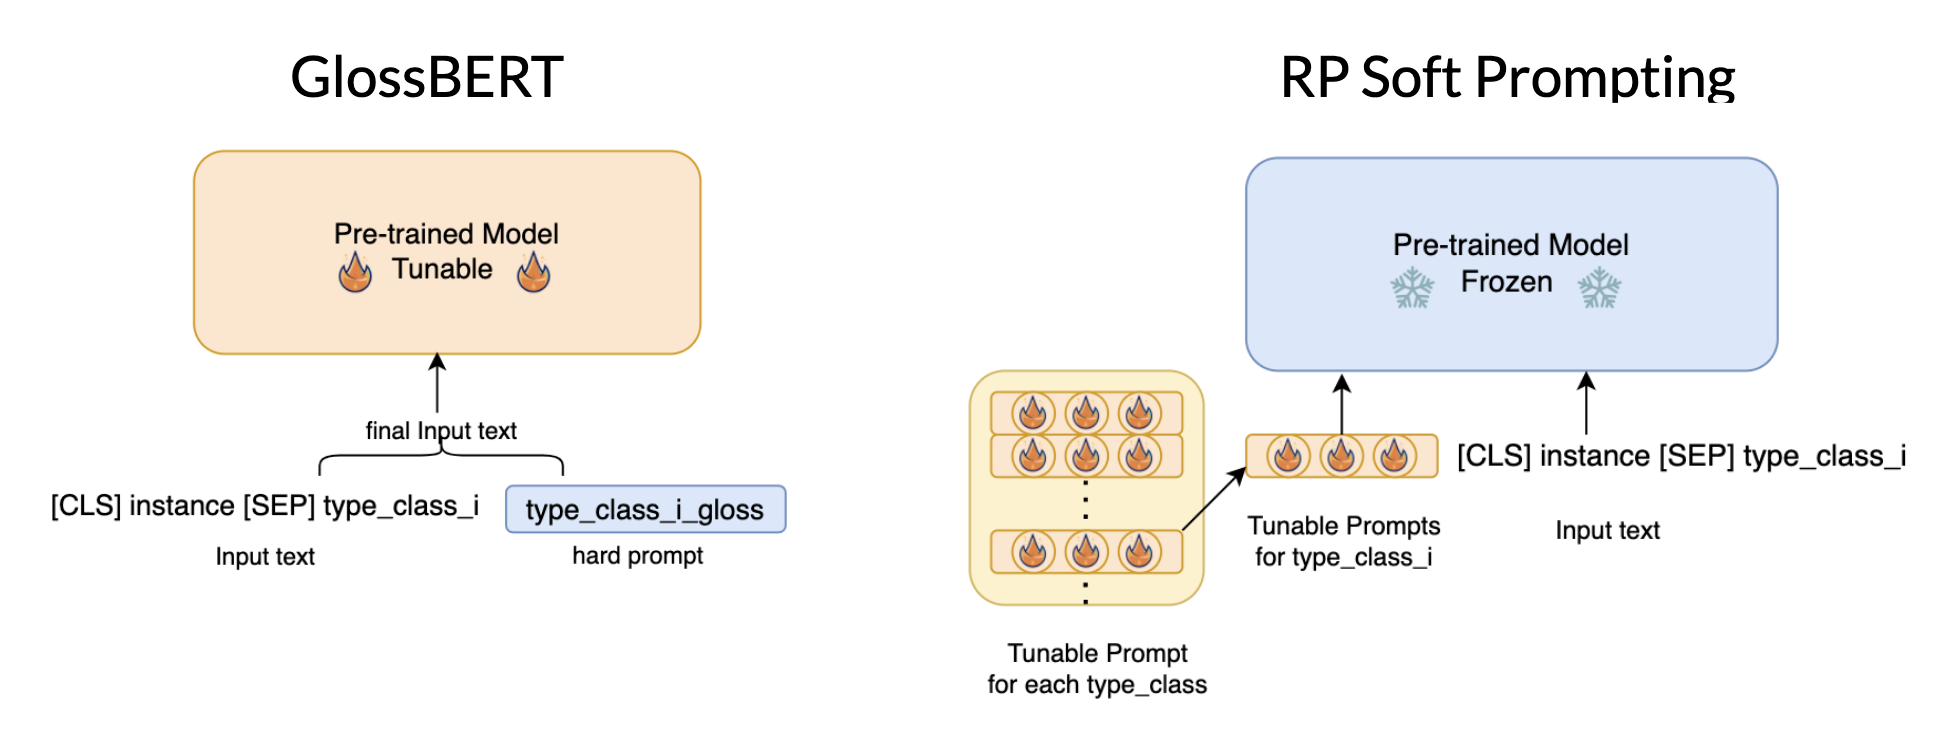 GlossBERT
Pre-trained Model
Tunable
final Input text
[CLS] instance [SEP] type_class_i
type_class_i_gloss
Input text
hard prompt
RP Soft Prompting
Pre-trained Model
Frozen
[CLS] instance [SEP] type_class_i
Tunable Prompts
for type_class_i
Input text
Tunable Prompt
for each type_class